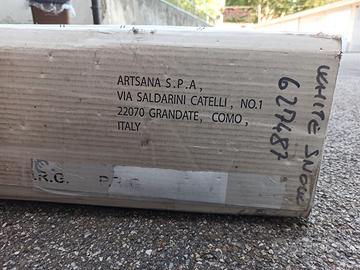 ARTSANA S.P.A,
VIA SALDARINI CATELLI, NO.1
22070 GRANDATE, COMO,
ITALY
WHITE SNOW
627487
.R.G.